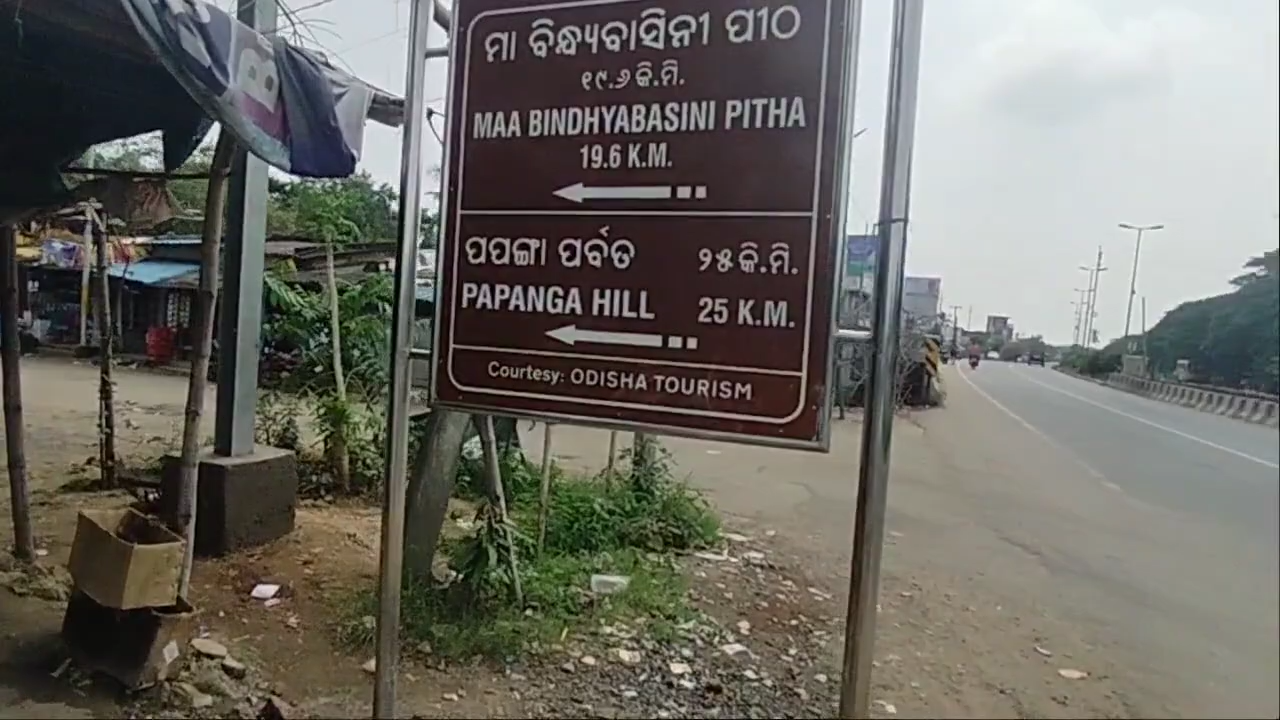 ମା ବିନ୍ଧ୍ୟବାସିନୀ ପୀଠ
୧୯.୬ କି.ମି.
MAA BINDHYABASINI PITHA
19.6 K.M.
ପପଙ୍ଗା ପର୍ବତ ୨୫ କି.ମି.
PAPANGA HILL 25 K.M.
Courtesy: ODISHA TOURISM